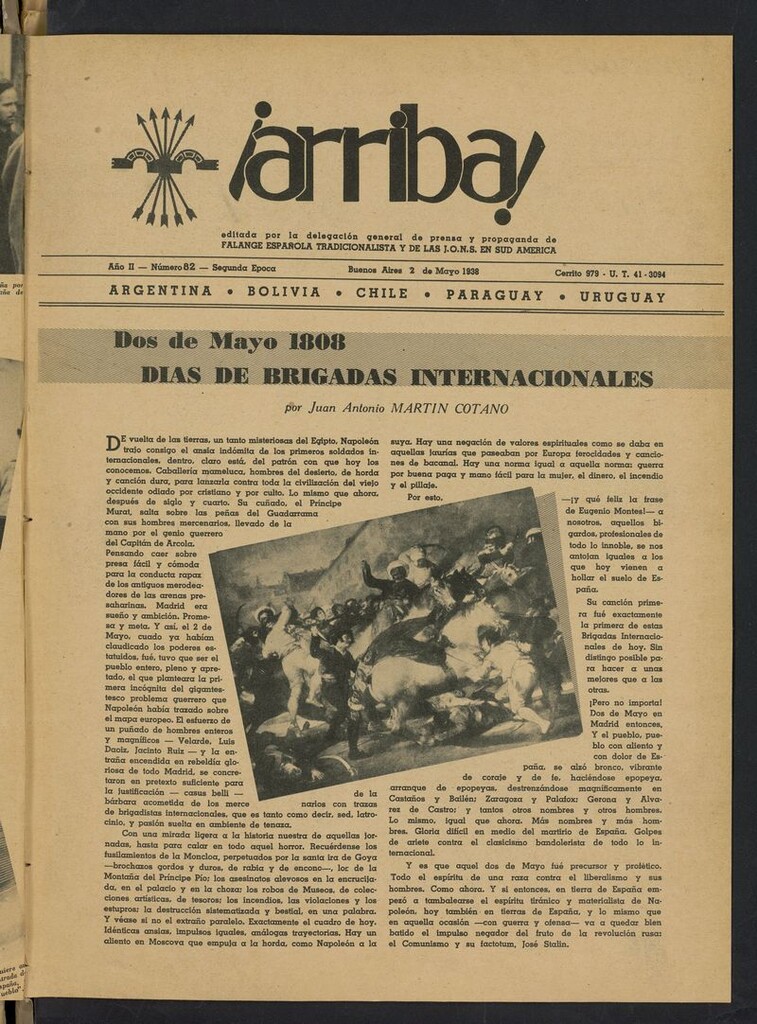 ¡arriba!
editada por la delegación general de prensa y propaganda de
FALANGE ESPAÑOLA TRADICIONALISTA Y DE LAS J.O.N.S. EN SUD AMERICA
Año II — Número 82 — Segunda Epoca
Buenos Aires 2 de Mayo 1938
Cerrito 979 - U. T. 41-3094
ARGENTINA • BOLIVIA • CHILE • PARAGUAY • URUGUAY
Dos de Mayo 1808
DIAS DE BRIGADAS INTERNACIONALES
por Juan Antonio MARTIN COTANO
DE vuelta de las tierras, un tanto misteriosas del Egipto, Napoleón
trajo consigo el ansia indómita de los primeros soldados in-
ternacionales, dentro, claro está, del patrón con que hoy los
conocemos. Caballería mameluca, hombres del desierto, de horda
y canción dura, para lanzarla contra toda la civilización del viejo
occidente odiado por cristiano y por culto. Lo mismo que ahora,
después de siglo y cuarto. Su cuñado, el Príncipe
Murat, salta sobre las peñas del Guadarrama
con sus hombres mercenarios, llevado de la
mano por el genio guerrero
del Capitán de Arcola.
Pensando caer sobre
presa fácil y cómoda
para la conducta rapaz
de los antiguos merodea-
dores de las arenas pre-
saharinas. Madrid era
sueño y ambición. Prome-
sa y meta. Y así, el 2 de
Mayo, cuado ya habían
claudicado los poderes es-
tatuidos, fué, tuvo que ser el
pueblo entero, pleno y apre-
tado, el que planteara la pri-
mera incógnita del gigantes-
tesco problema guerrero que
Napoleón había trazado sobre
el mapa europeo. El esfuerzo de
un puñado de hombres enteros
y magníficos — Velarde, Luis
Daoiz, Jacinto Ruiz — y la en-
traña encendida en rebeldía glo-
riosa de todo Madrid, se concre-
taron en pretexto suficiente para
la justificación — casus belli — de la
bárbara acometida de los merce narios con trazas
de brigadistas internacionales, que es tanto como decir, sed, latro-
cinio, y pasión suelta en ambiente de tenaza.
Con una mirada ligera a la historia nuestra de aquellas jor-
nadas, hasta para calar en todo aquel horror. Recuérdense los
fusilamientos de la Moncloa, perpetuados por la santa ira de Goya
—brochazos gordos y duros, de rabia y de encono—, los de la
Montaña del Príncipe Pío; los asesinatos alevosos en la encrucija-
da, en el palacio y en la choza; los robos de Museos, de colec-
ciones artísticas, de tesoros; los incendios, las violaciones y los
estupros; la destrucción sistematizada y bestial, en una palabra.
Y véase si no el extraño paralelo. Exactamente el cuadro de hoy.
Idénticas ansias, impulsos iguales, análogas trayectorias. Hay un
aliento en Moscova que empuja a la horda, como Napoleón a la
suya. Hay una negación de valores espirituales como se daba en
aquellas jaurías que paseaban por Europa ferocidades y cancio-
nes de bacanal. Hay una norma igual a aquella norma: guerra
por buena paga y mano fácil para la mujer, el dinero, el incendio
y el pillaje.
Por esto,
—¡y qué feliz la frase
de Eugenio Montes!— a
nosotros, aquellos bi-
gardos, profesionales de
todo lo innoble, se nos
antojan iguales a los
que hoy vienen a
hollar el suelo de Es-
paña.
Su canción prime-
ra fué exactamente
la primera de estas
Brigadas Internacio-
nales de hoy. Sin
distingo posible pa-
ra hacer a unas
mejores que a las
otras.
¡Pero no importa!
Dos de Mayo en
Madrid entonces,
Y el pueblo, pue-
blo con aliento y
con dolor de Es-
paña, se alzó bronco, vibrante
de coraje y de fe, haciéndose epopeya,
arranque de epopeyas, destrenzándose magníficamente en
Castaños y Bailén; Zaragoza y Palafox; Gerona y Alva-
rez de Castro; y tantos otros nombres y otros hombres.
Lo mismo, igual que ahora. Más nombres y más hom-
bres. Gloria difícil en medio del martirio de España. Golpes
de ariete contra el clasicismo bandolerista de todo lo in-
ternacional.
Y es que aquel dos de Mayo fué precursor y profético.
Todo el espíritu de una raza contra el liberalismo y sus
hombres. Como ahora. Y si entonces, en tierra de España em-
pezó a tambalearse el espíritu tiránico y materialista de Na-
poleón, hoy también en tierras de España, y lo mismo que
en aquella ocasión —con guerra y ofensa— va a quedar bien
batido el impulso negador del fruto de la revolución rusa:
el Comunismo y su factotum, José Stalin.